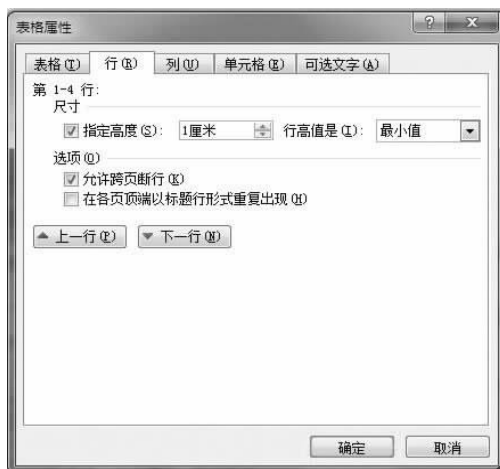 表格属性
? X
表格(T) 行(R) 列(U) 单元格(E) 可选文字(A)
第 1-4 行:
尺寸
指定高度(S): 1厘米 行高值是(I): 最小值
选项(O)
允许跨页断行(K)
在各页顶端以标题行形式重复出现(H)
上一行(P) 下一行(N)
确定 取消